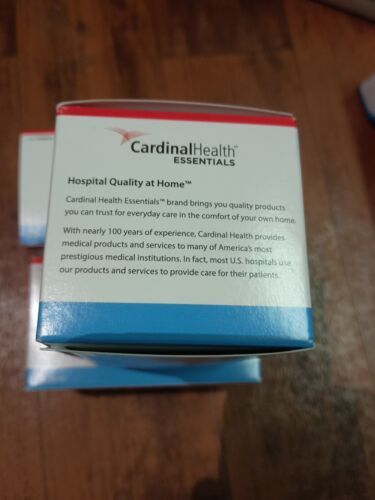 CardinalHealth™
ESSENTIALS
Hospital Quality at Home™
Cardinal Health Essentials™ brand brings you quality products
you can trust for everyday care in the comfort of your own home.
With nearly 100 years of experience, Cardinal Health provides
medical products and services to many of America's most
prestigious medical institutions. In fact, most U.S. hospitals use
our products and services to provide care for their patients.